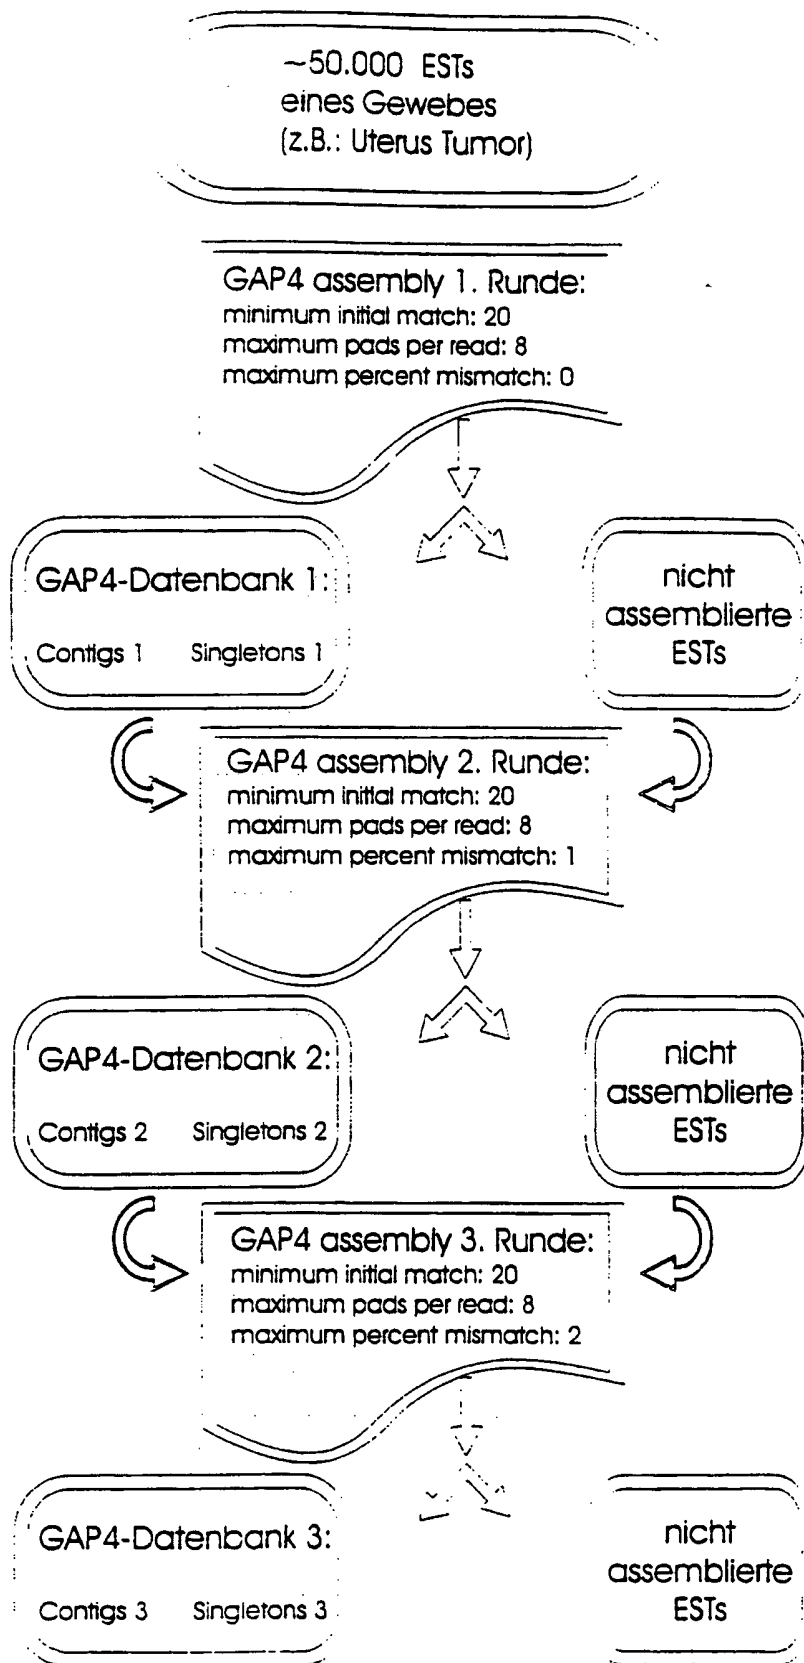 ~50.000 ESTs
eines Gewebes
(z.B.: Uterus Tumor)
GAP4 assembly 1. Runde:
minimum initial match: 20
maximum pads per read: 8
maximum percent mismatch: 0
GAP4-Datenbank 1:
Contigs 1 Singletons 1
nicht
assemblierte
ESTs
GAP4 assembly 2. Runde:
minimum initial match: 20
maximum pads per read: 8
maximum percent mismatch: 1
GAP4-Datenbank 2:
Contigs 2 Singletons 2
nicht
assemblierte
ESTs
GAP4 assembly 3. Runde:
minimum initial match: 20
maximum pads per read: 8
maximum percent mismatch: 2
GAP4-Datenbank 3:
Contigs 3 Singletons 3
nicht
assemblierte
ESTs